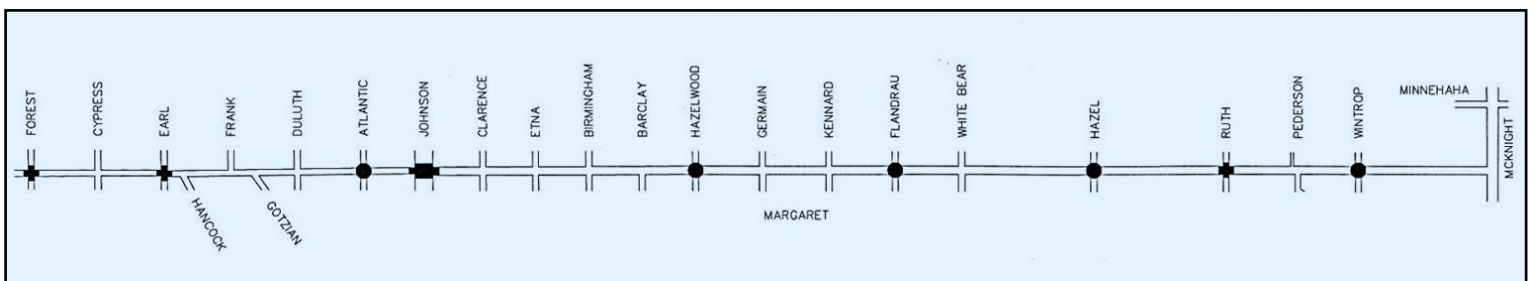 FOREST
CYPRESS
EARL
HANCOCK
FRANK
GOTZIAN
DULUTH
ATLANTIC
JOHNSON
CLARENCE
ETNA
BIRMINGHAM
BARCLAY
HAZELWOOD
GERMAIN
MARGARET
KENNARD
FLANDRAU
WHITE BEAR
HAZEL
RUTH
PEDERSON
WINTROP
MINNEHAHA
MCKNIGHT